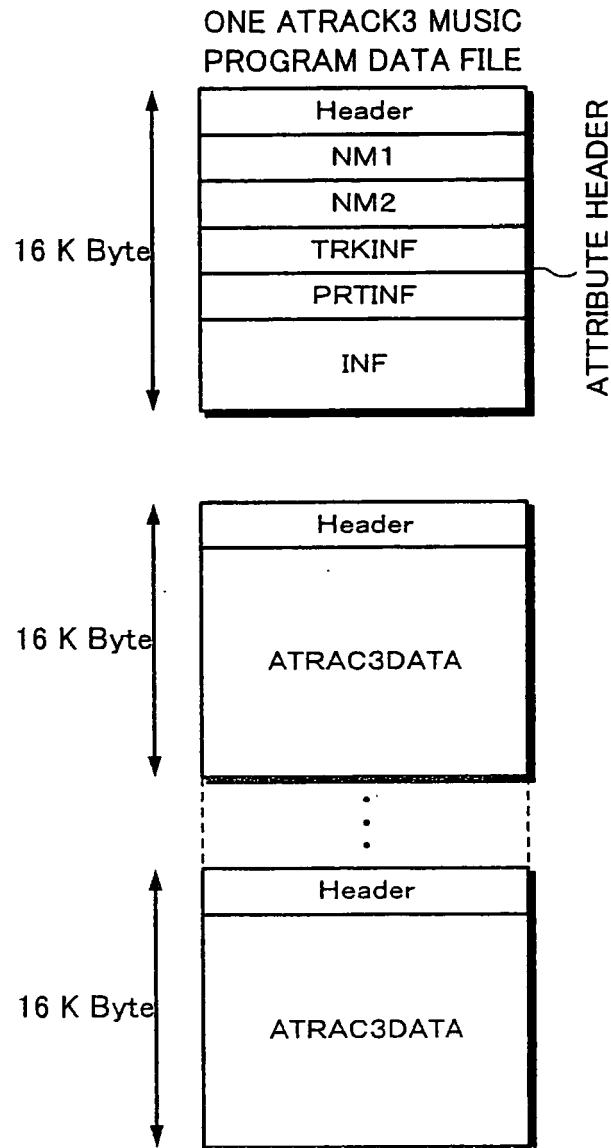 ONE ATRACK3 MUSIC
PROGRAM DATA FILE
Header
NM1
NM2
TRKINF
PRTINF
INF
16 K Byte
ATTRIBUTE HEADER
Header
ATRAC3DATA
16 K Byte
Header
ATRAC3DATA
16 K Byte